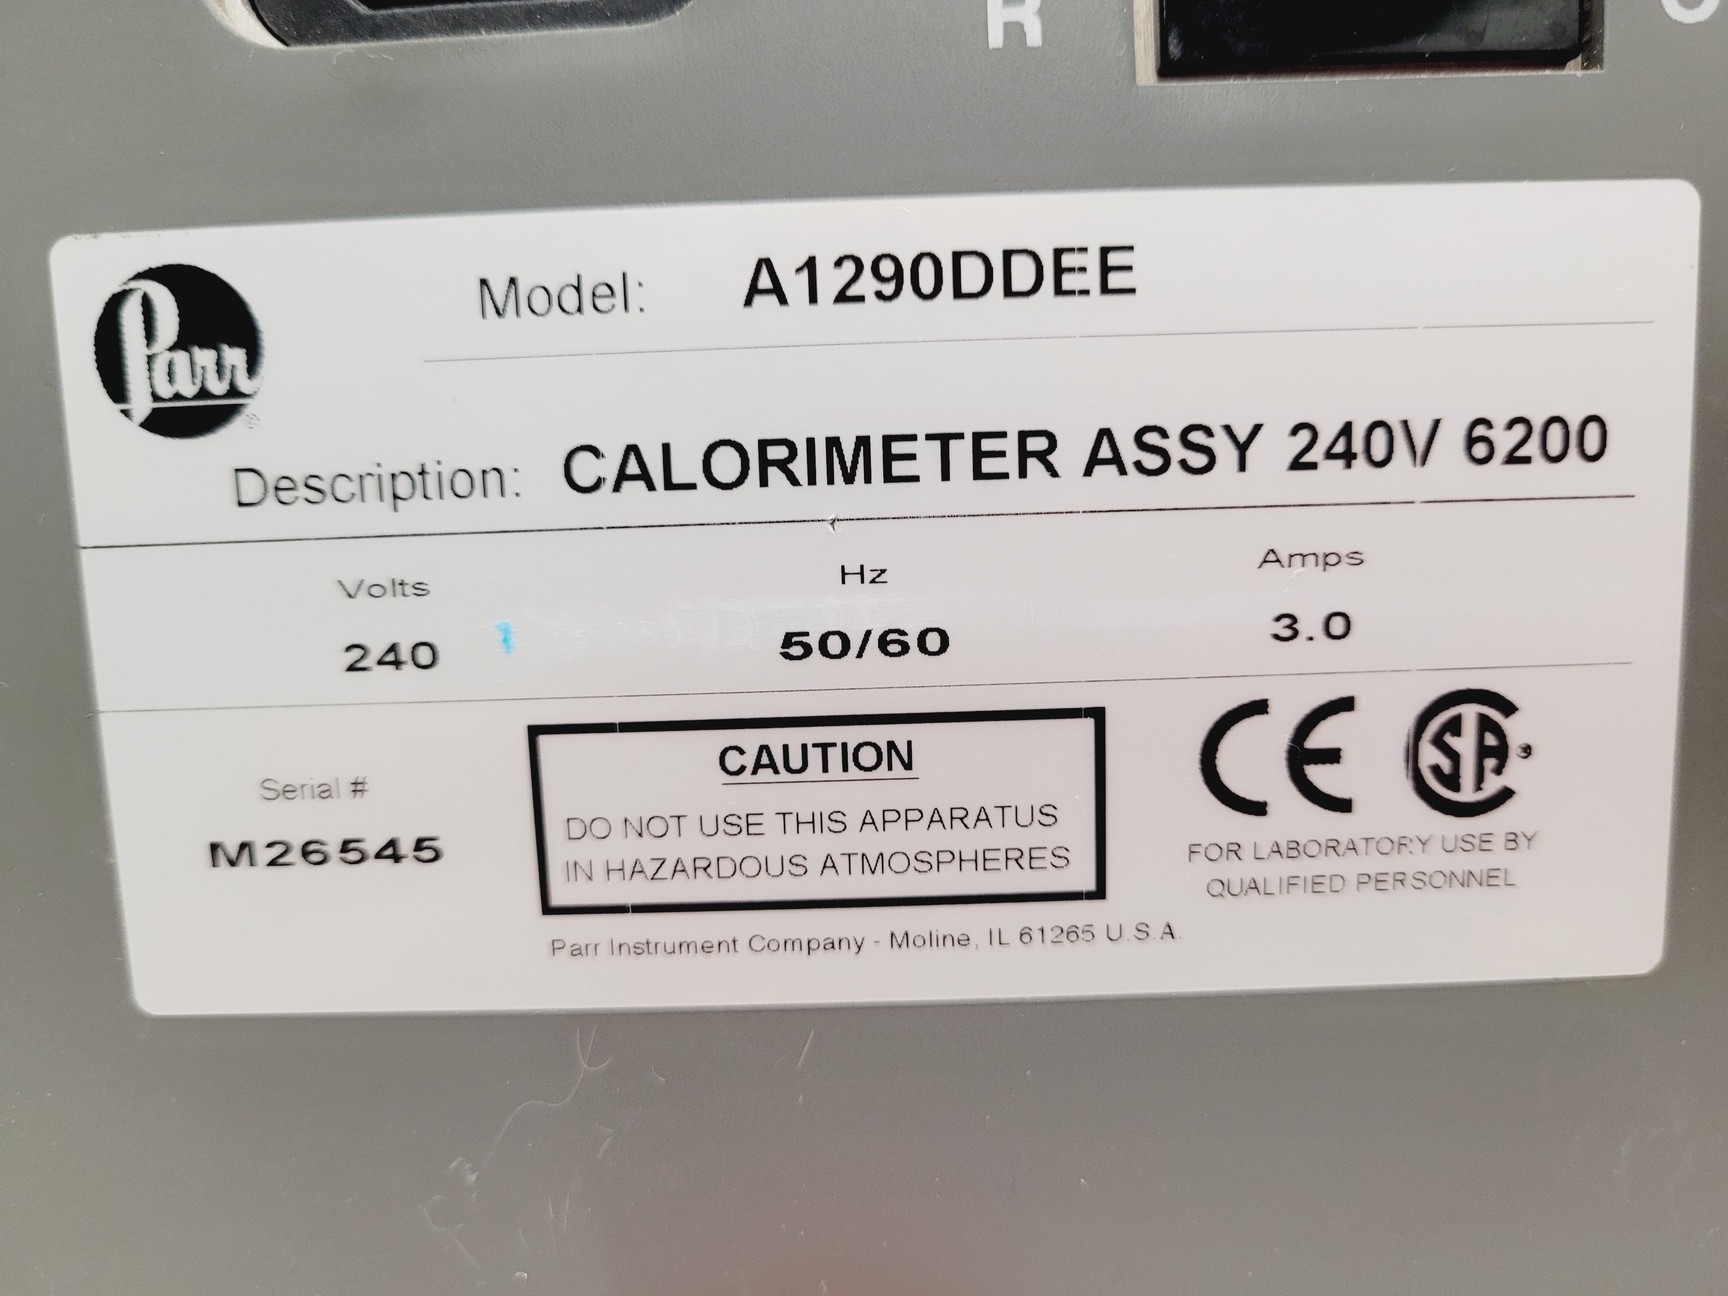 R
Parr ®
Model: A1290DDEE
Description: CALORIMETER ASSY 240V 6200
Volts Hz Amps
240 50/60 3.0
Serial #
M26545
CAUTION
DO NOT USE THIS APPARATUS
IN HAZARDOUS ATMOSPHERES
CE CSA ®
FOR LABORATORY USE BY
QUALIFIED PERSONNEL
Parr Instrument Company - Moline, IL 61265 U.S.A.